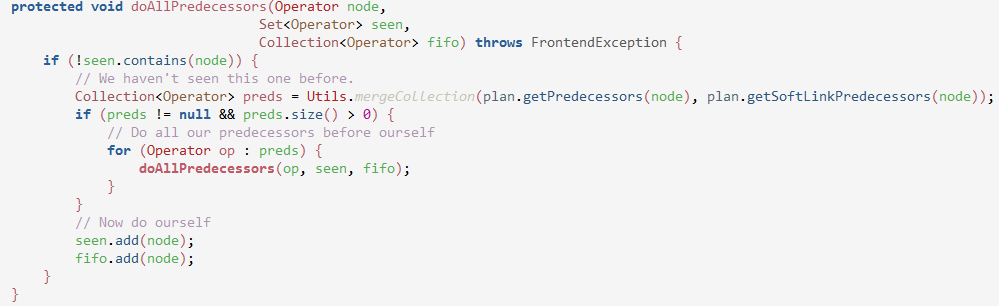 protected void doAllPredecessors(Operator node,
                               Set<Operator> seen,
                               Collection<Operator> fifo) throws FrontendException {
    if (!seen.contains(node)) {
        // We haven't seen this one before.
        Collection<Operator> preds = Utils.mergeCollection(plan.getPredecessors(node), plan.getSoftLinkPredecessors(node));
        if (preds != null && preds.size() > 0) {
            // Do all our predecessors before ourself
            for (Operator op : preds) {
                doAllPredecessors(op, seen, fifo);
            }
        }
        // Now do ourself
        seen.add(node);
        fifo.add(node);
    }
}